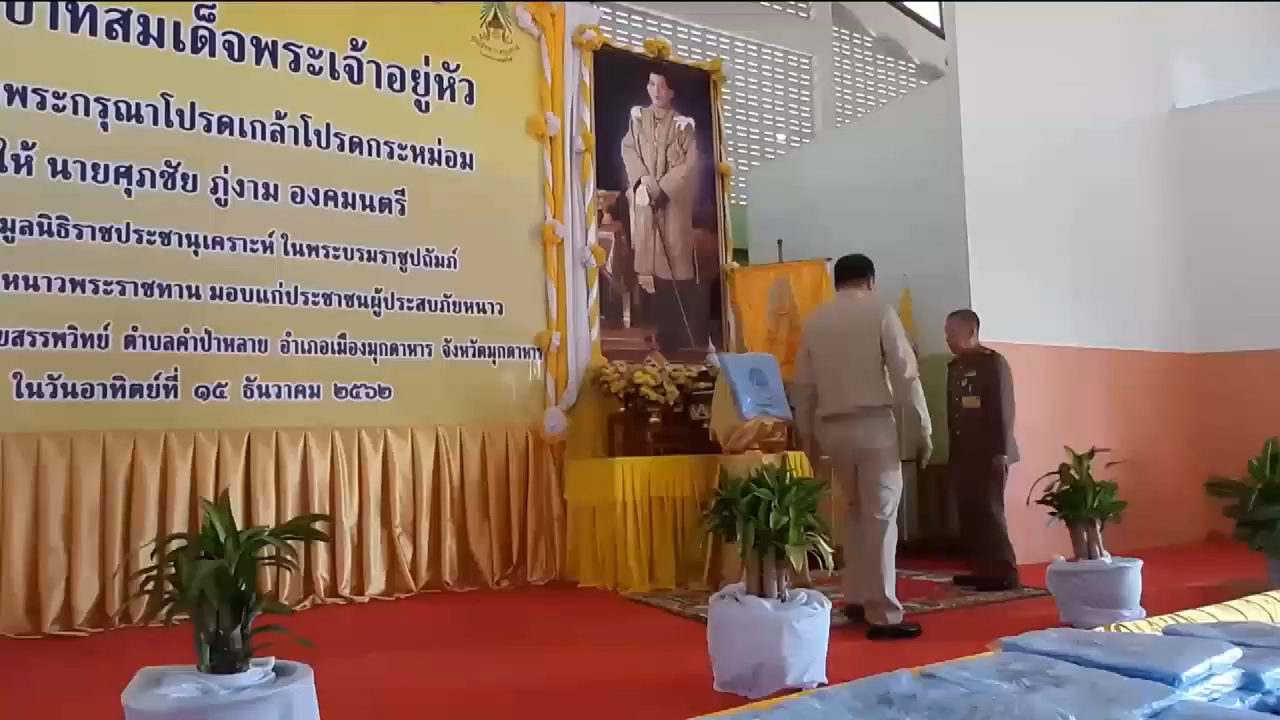 บาทสมเด็จพระเจ้าอยู่หัว
พระกรุณาโปรดเกล้าโปรดกระหม่อม
ให้ นายศุภชัย ภู่งาม องคมนตรี
มูลนิธิราชประชานุเคราะห์ ในพระบรมราชูปถัมภ์
หนาวพระราชทาน มอบแก่ประชาชนผู้ประสบภัยหนาว
ยสรรพวิทย์ ตำบลคำป่าหลาย อำเภอเมืองมุกดาหาร จังหวัดมุกดาหาร
ในวันอาทิตย์ที่ ๑๕ ธันวาคม ๒๕๖๒